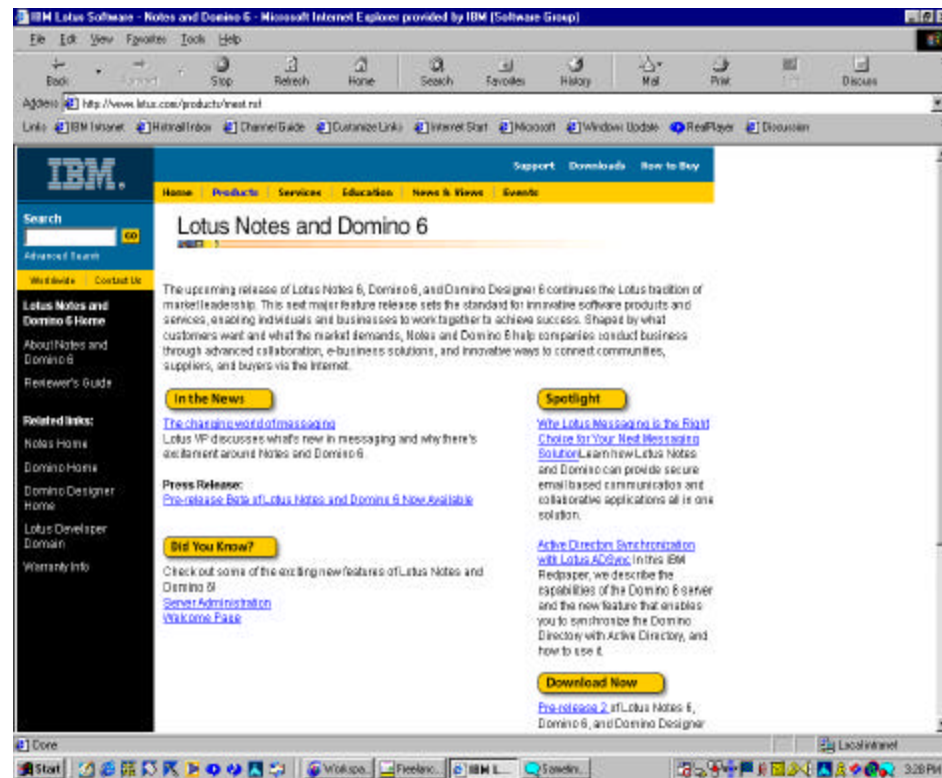 IBM Lotus Software - Notes and Domino 6 - Microsoft Internet Explorer provided by IBM (Software Group)
File Edit View Favorites Tools Help
Back Forward Stop Refresh Home Search Favorites History Mail Print Edit Discuss
Address http://www.lotus.com/products/rnext.nsf
Links IBM Intranet Hotmail Inbox Channel Guide Customize Links Internet Start Microsoft Windows Update RealPlayer Discussion
IBM
Support Downloads How to Buy
Home Products Services Education News & Views Events
Search
GO
Advanced Search
Worldwide Contact Us
Lotus Notes and
Domino 6 Home
About Notes and
Domino 6
Reviewer's Guide
Related links:
Notes Home
Domino Home
Domino Designer
Home
Lotus Developer
Domain
Warranty Info
Lotus Notes and Domino 6
The upcoming release of Lotus Notes 6, Domino 6, and Domino Designer 6 continues the Lotus tradition of
market leadership. This next major feature release sets the standard for innovative software products and
services, enabling individuals and businesses to work together to achieve success. Shaped by what
customers want and what the market demands, Notes and Domino 6 help companies conduct business
through advanced collaboration, e-business solutions, and innovative ways to connect communities,
suppliers, and buyers via the Internet.
In the News
The changing world of messaging
Lotus VP discusses what's new in messaging and why there's
excitement around Notes and Domino 6.
Press Release:
Pre-release Beta of Lotus Notes and Domino 6 Now Available
Did You Know?
Check out some of the exciting new features of Lotus Notes and
Domino 6!
Server Administration
Welcome Page
Spotlight
Why Lotus Messaging is the Right
Choice for Your Next Messaging
Solution Learn how Lotus Notes
and Domino can provide secure
email based communication and
collaborative applications all in one
solution.
Active Directory Synchronization
with Lotus ADSync In this IBM
Redpaper, we describe the
capabilities of the Domino 6 server
and the new feature that enables
you to synchronize the Domino
Directory with Active Directory, and
how to use it.
Download Now
Pre-release 2 of Lotus Notes 6,
Domino 6, and Domino Designer
Done Local intranet
Start Workspa... Freelanc... IBM L... Sametim... 3:28 PM